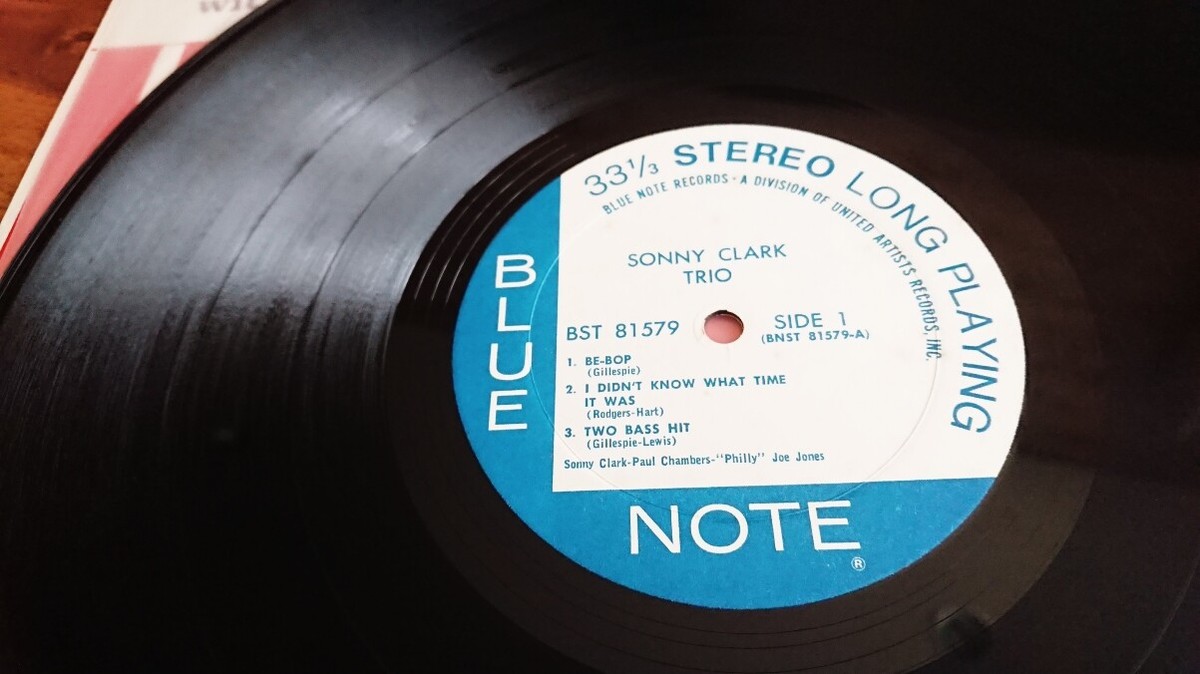 33⅓ STEREO LONG PLAYING
BLUE NOTE RECORDS · A DIVISION OF UNITED ARTISTS RECORDS, INC.
SONNY CLARK
TRIO
BST 81579
SIDE 1
(BNST 81579-A)
1. BE-BOP
(Gillespie)
2. I DIDN'T KNOW WHAT TIME
IT WAS
(Rodgers-Hart)
3. TWO BASS HIT
(Gillespie-Lewis)
Sonny Clark-Paul Chambers-"Philly" Joe Jones
BLUE
NOTE
®